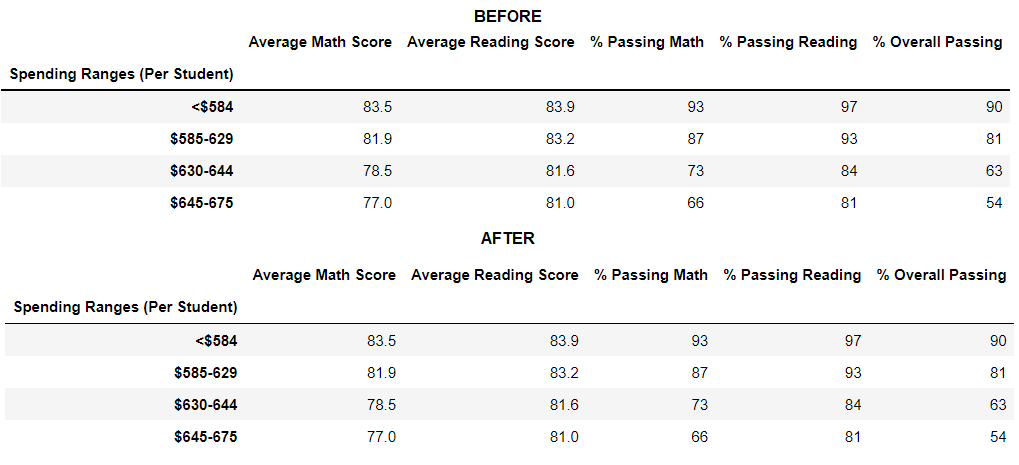 BEFORE
Average Math Score Average Reading Score % Passing Math % Passing Reading % Overall Passing
Spending Ranges (Per Student)
<$584 83.5 83.9 93 97 90
$585-629 81.9 83.2 87 93 81
$630-644 78.5 81.6 73 84 63
$645-675 77.0 81.0 66 81 54
AFTER
Average Math Score Average Reading Score % Passing Math % Passing Reading % Overall Passing
Spending Ranges (Per Student)
<$584 83.5 83.9 93 97 90
$585-629 81.9 83.2 87 93 81
$630-644 78.5 81.6 73 84 63
$645-675 77.0 81.0 66 81 54